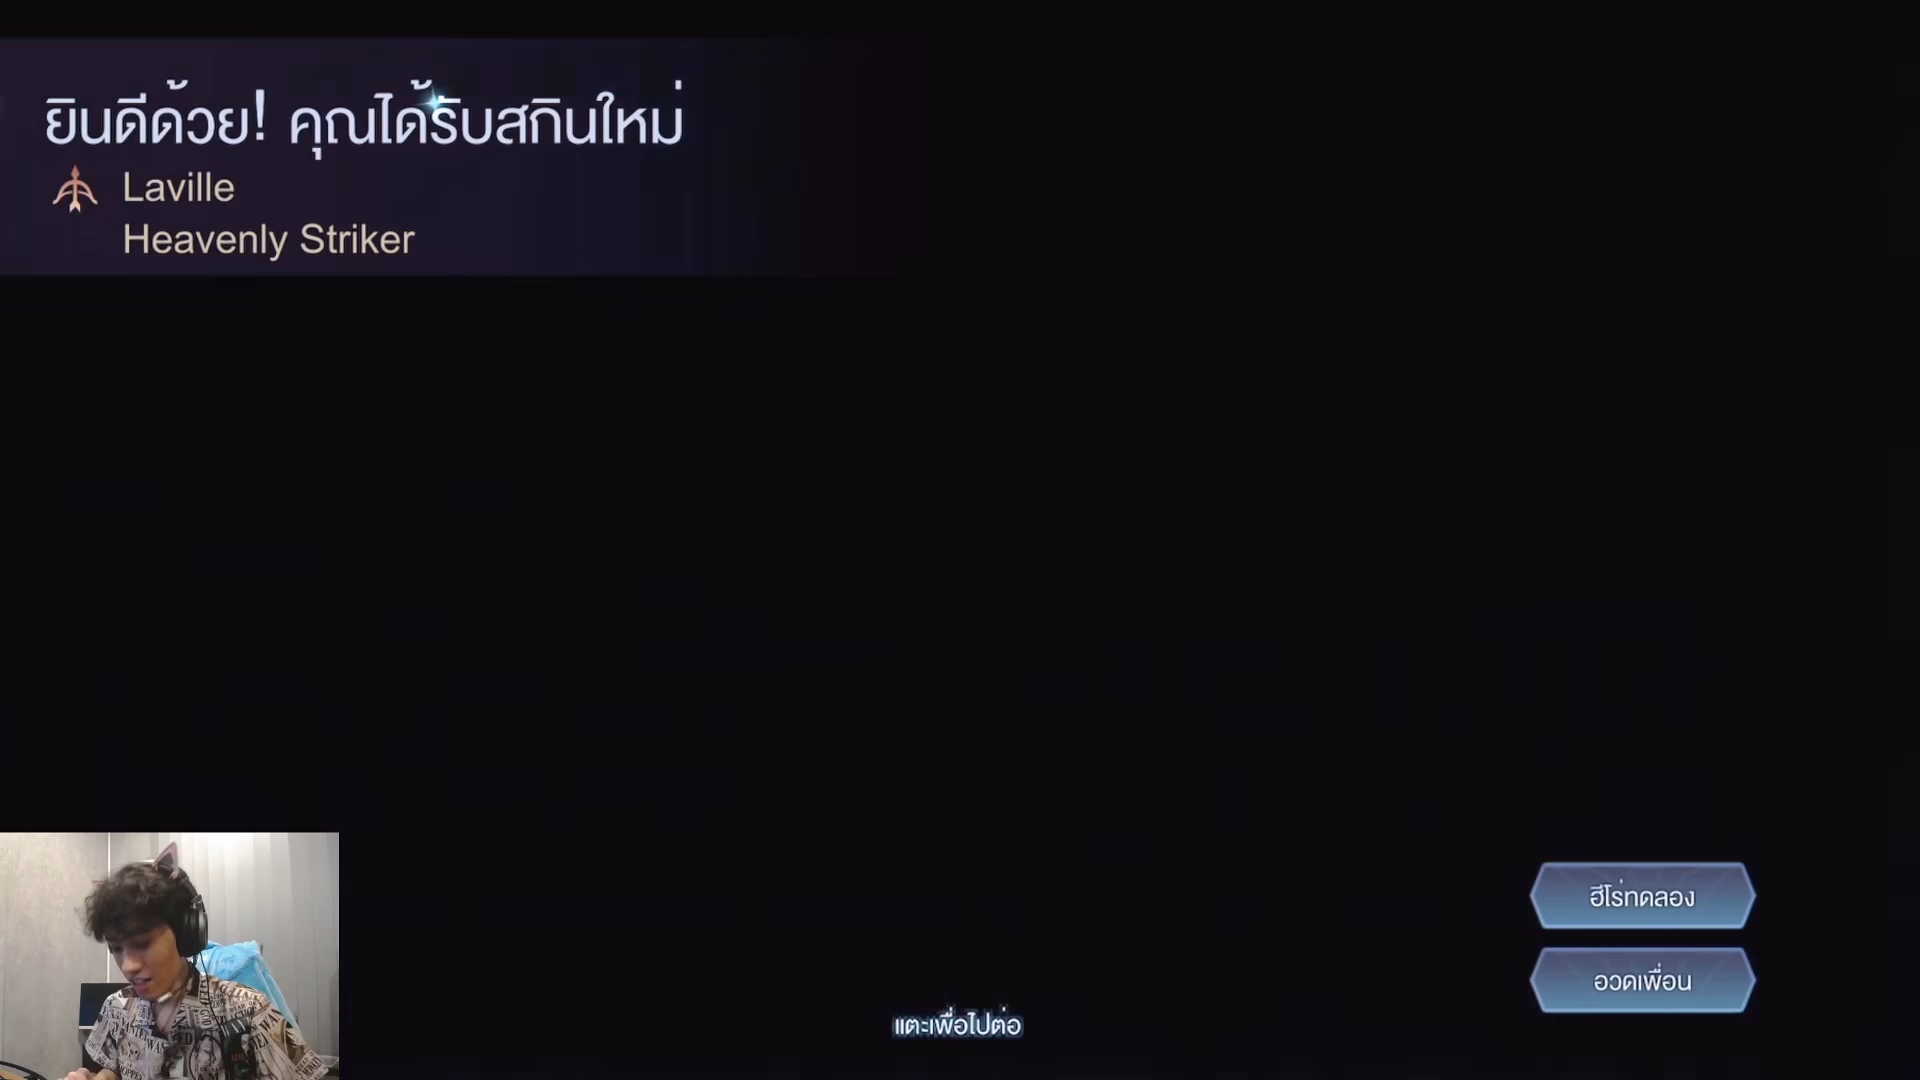 ยินดีด้วย! คุณได้รับสกินใหม่
Laville
Heavenly Striker
ฮีโร่ทดลอง
อวดเพื่อน
แตะเพื่อไปต่อ